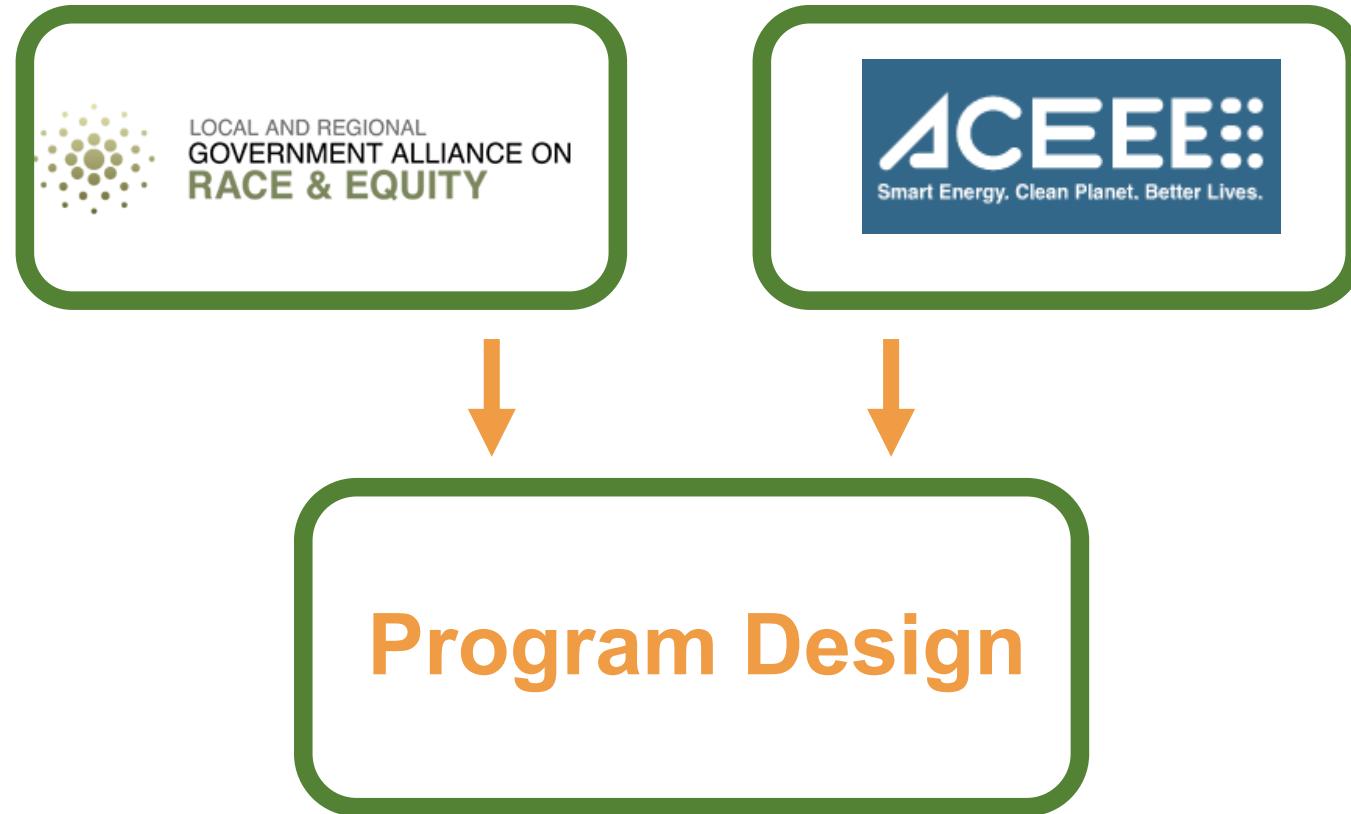 LOCAL AND REGIONAL
GOVERNMENT ALLIANCE ON
RACE & EQUITY
ACEEE
Smart Energy. Clean Planet. Better Lives.
Program Design